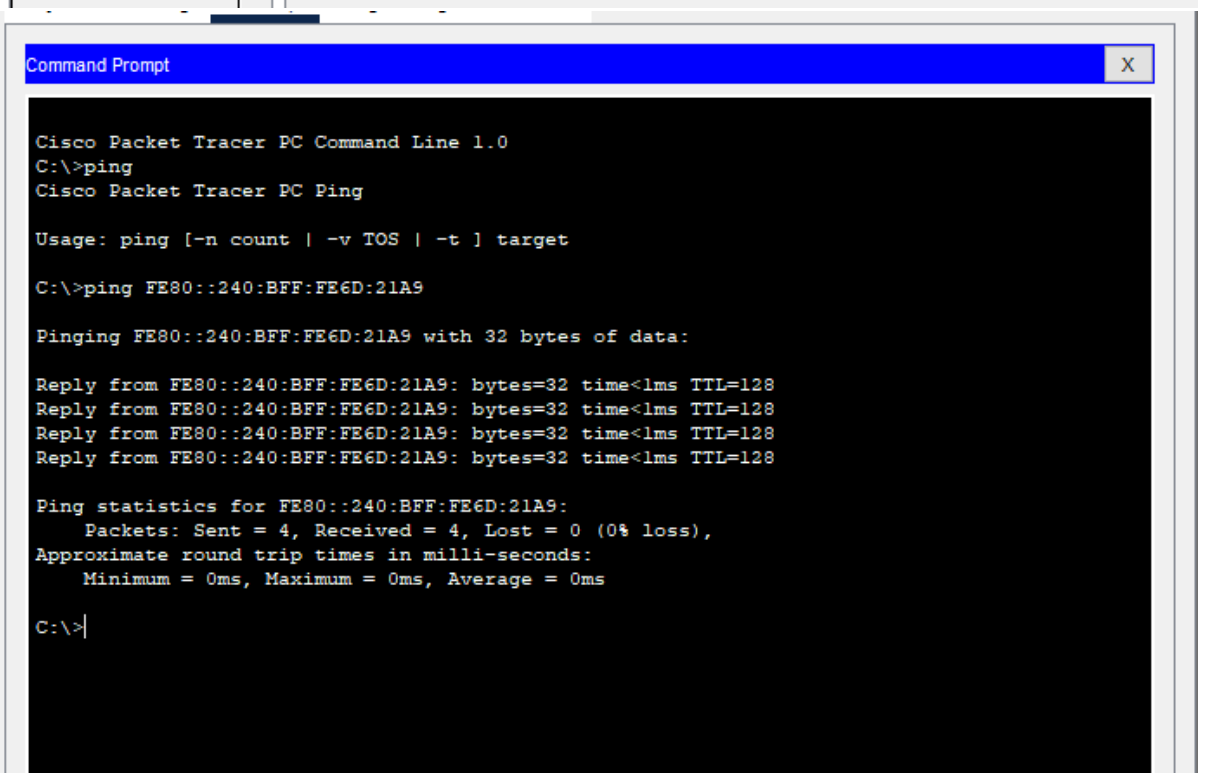 Command Prompt
X
Cisco Packet Tracer PC Command Line 1.0
C:\>ping
Cisco Packet Tracer PC Ping
Usage: ping [-n count | -v TOS | -t ] target
C:\>ping FE80::240:BFF:FE6D:21A9
Pinging FE80::240:BFF:FE6D:21A9 with 32 bytes of data:
Reply from FE80::240:BFF:FE6D:21A9: bytes=32 time<1ms TTL=128
Reply from FE80::240:BFF:FE6D:21A9: bytes=32 time<1ms TTL=128
Reply from FE80::240:BFF:FE6D:21A9: bytes=32 time<1ms TTL=128
Reply from FE80::240:BFF:FE6D:21A9: bytes=32 time<1ms TTL=128
Ping statistics for FE80::240:BFF:FE6D:21A9:
Packets: Sent = 4, Received = 4, Lost = 0 (0% loss),
Approximate round trip times in milli-seconds:
Minimum = 0ms, Maximum = 0ms, Average = 0ms
C:\>